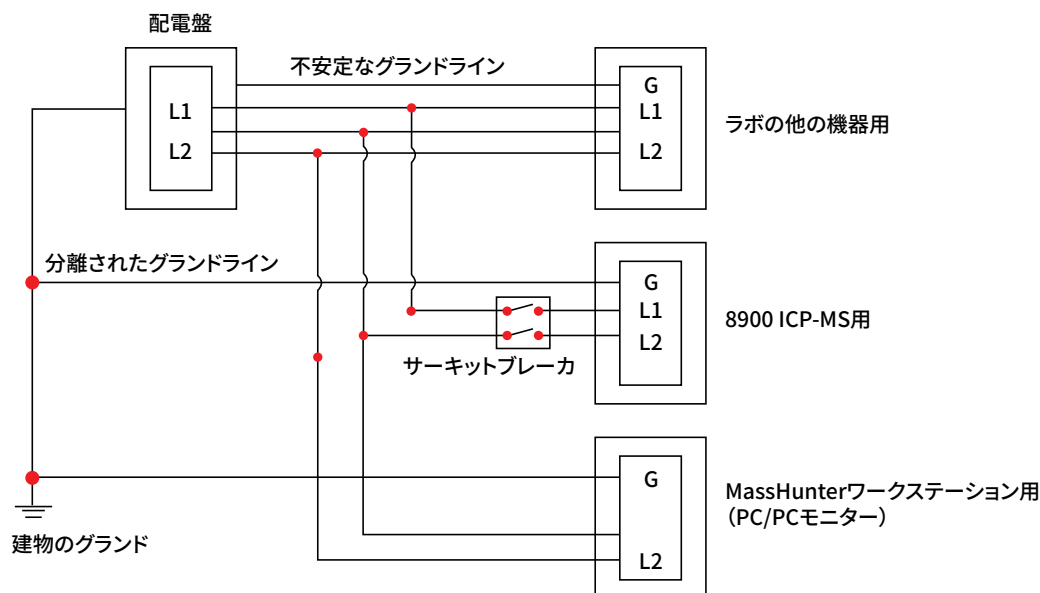 配電盤
不安定なグランドライン
G
L1
L1
L2
L2
ラボの他の機器用
分離されたグランドライン
G
L1
L2
8900 ICP-MS用
サーキットブレーカ
G
L2
MassHunterワークステーション用
（PC/PCモニター）
建物のグランド